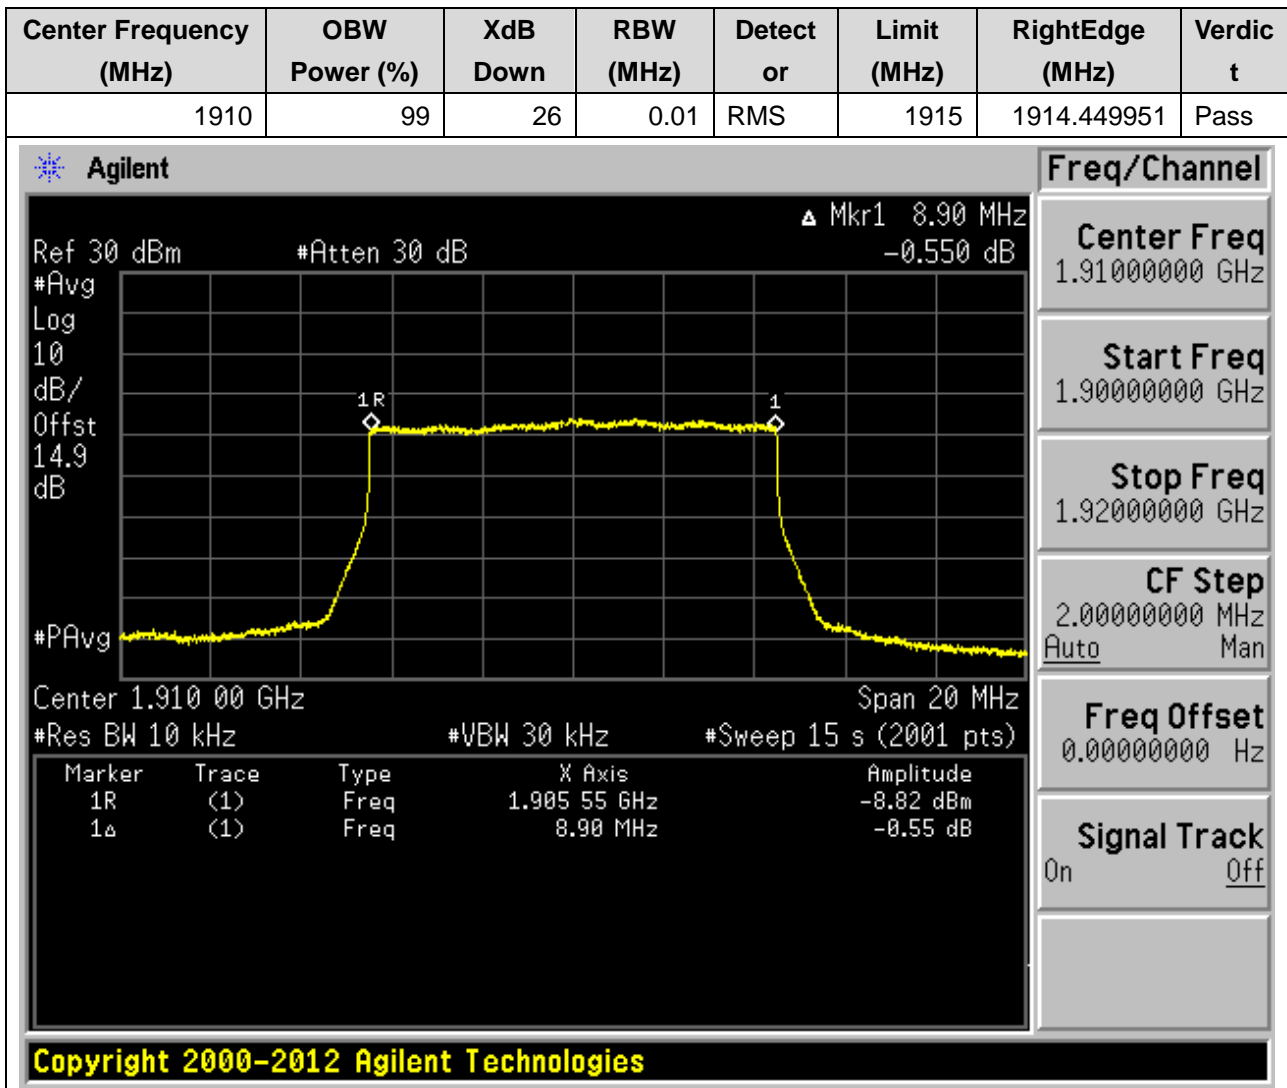 Center Frequency (MHz) OBW Power (%) XdB Down RBW (MHz) Detect or Limit (MHz) RightEdge (MHz) Verdic t
1910 99 26 0.01 RMS 1915 1914.449951 Pass
Agilent
Freq/Channel
Δ Mkr1 8.90 MHz
Ref 30 dBm #Atten 30 dB -0.550 dB
#Avg
Log
10
dB/
Offst
14.9
dB
1R
1
#PAvg
Center 1.910 00 GHz Span 20 MHz
#Res BW 10 kHz #VBW 30 kHz #Sweep 15 s (2001 pts)
Marker Trace Type X Axis Amplitude
1R (1) Freq 1.905 55 GHz -8.82 dBm
1Δ (1) Freq 8.90 MHz -0.55 dB
Center Freq
1.91000000 GHz
Start Freq
1.90000000 GHz
Stop Freq
1.92000000 GHz
CF Step
2.00000000 MHz
Auto Man
Freq Offset
0.00000000 Hz
Signal Track
On Off
Copyright 2000-2012 Agilent Technologies